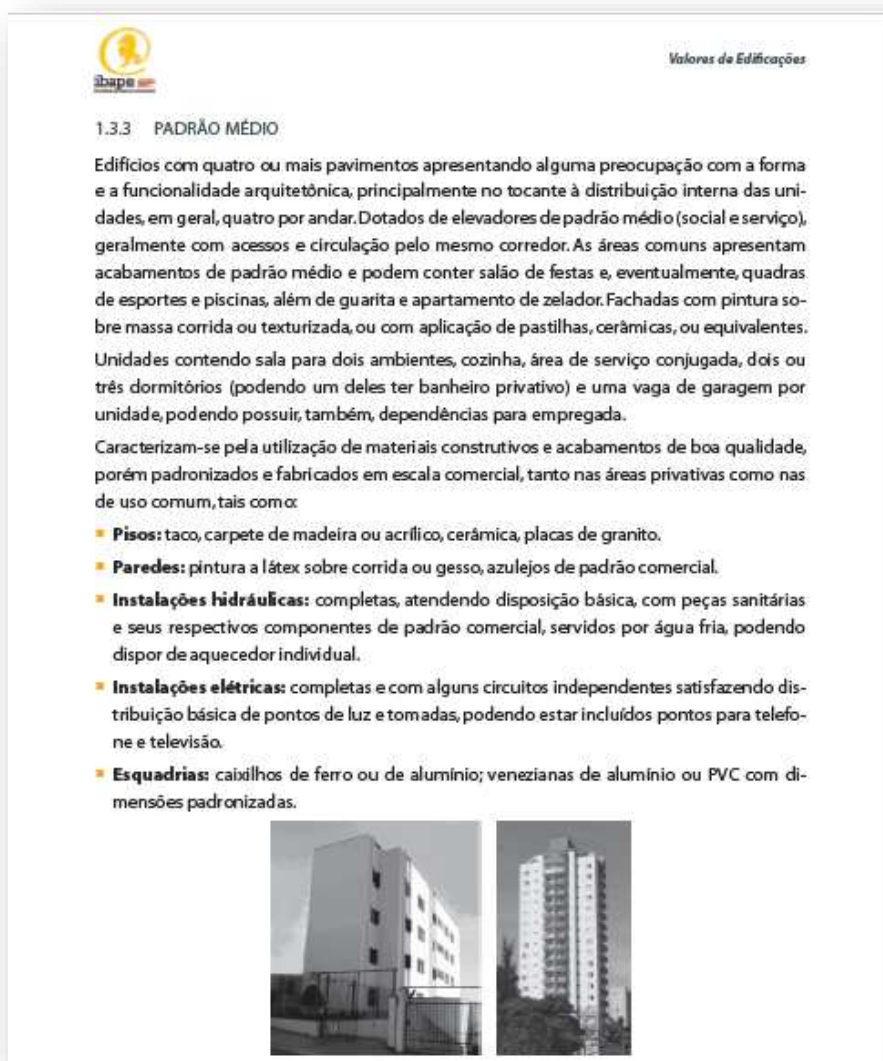 ibape
Valores de Edificações
1.3.3 PADRÃO MÉDIO
Edifícios com quatro ou mais pavimentos apresentando alguma preocupação com a forma
e a funcionalidade arquitetônica, principalmente no tocante à distribuição interna das uni-
dades, em geral, quatro por andar. Dotados de elevadores de padrão médio (social e serviço),
geralmente com acessos e circulação pelo mesmo corredor. As áreas comuns apresentam
acabamentos de padrão médio e podem conter salão de festas e, eventualmente, quadras
de esportes e piscinas, além de guarita e apartamento de zelador. Fachadas com pintura so-
bre massa corrida ou texturizada, ou com aplicação de pastilhas, cerâmicas, ou equivalentes.
Unidades contendo sala para dois ambientes, cozinha, área de serviço conjugada, dois ou
três dormitórios (podendo um deles ter banheiro privativo) e uma vaga de garagem por
unidade, podendo possuir, também, dependências para empregada.
Caracterizam-se pela utilização de materiais construtivos e acabamentos de boa qualidade,
porém padronizados e fabricados em escala comercial, tanto nas áreas privativas como nas
de uso comum, tais como:
Pisos: taco, carpete de madeira ou acrílico, cerâmica, placas de granito.
Paredes: pintura a látex sobre corrida ou gesso, azulejos de padrão comercial.
Instalações hidráulicas: completas, atendendo disposição básica, com peças sanitárias
e seus respectivos componentes de padrão comercial, servidos por água fria, podendo
dispor de aquecedor individual.
Instalações elétricas: completas e com alguns circuitos independentes satisfazendo dis-
tribuição básica de pontos de luz e tomadas, podendo estar incluídos pontos para telefo-
ne e televisão.
Esquadrias: caixilhos de ferro ou de alumínio; venezianas de alumínio ou PVC com di-
mensões padronizadas.